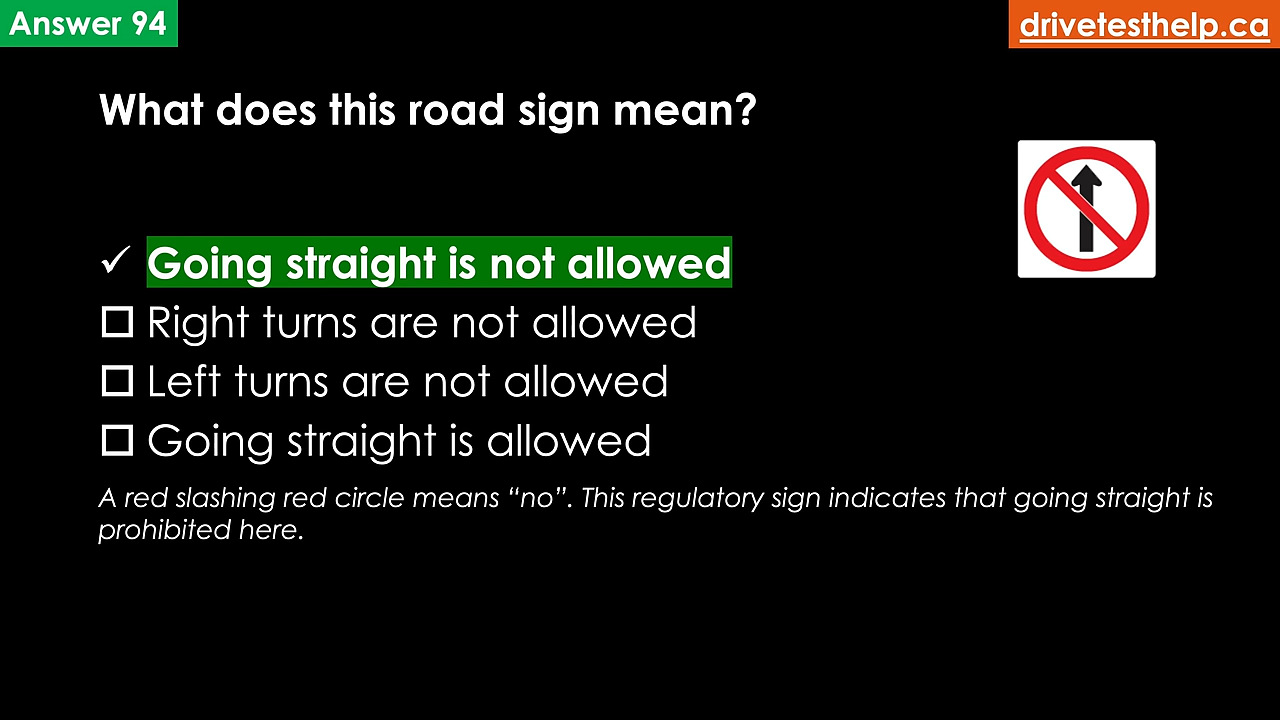 Answer 94
drivetesthelp.ca
What does this road sign mean?
Going straight is not allowed
Right turns are not allowed
Left turns are not allowed
Going straight is allowed
A red slashing red circle means “no”. This regulatory sign indicates that going straight is
prohibited here.